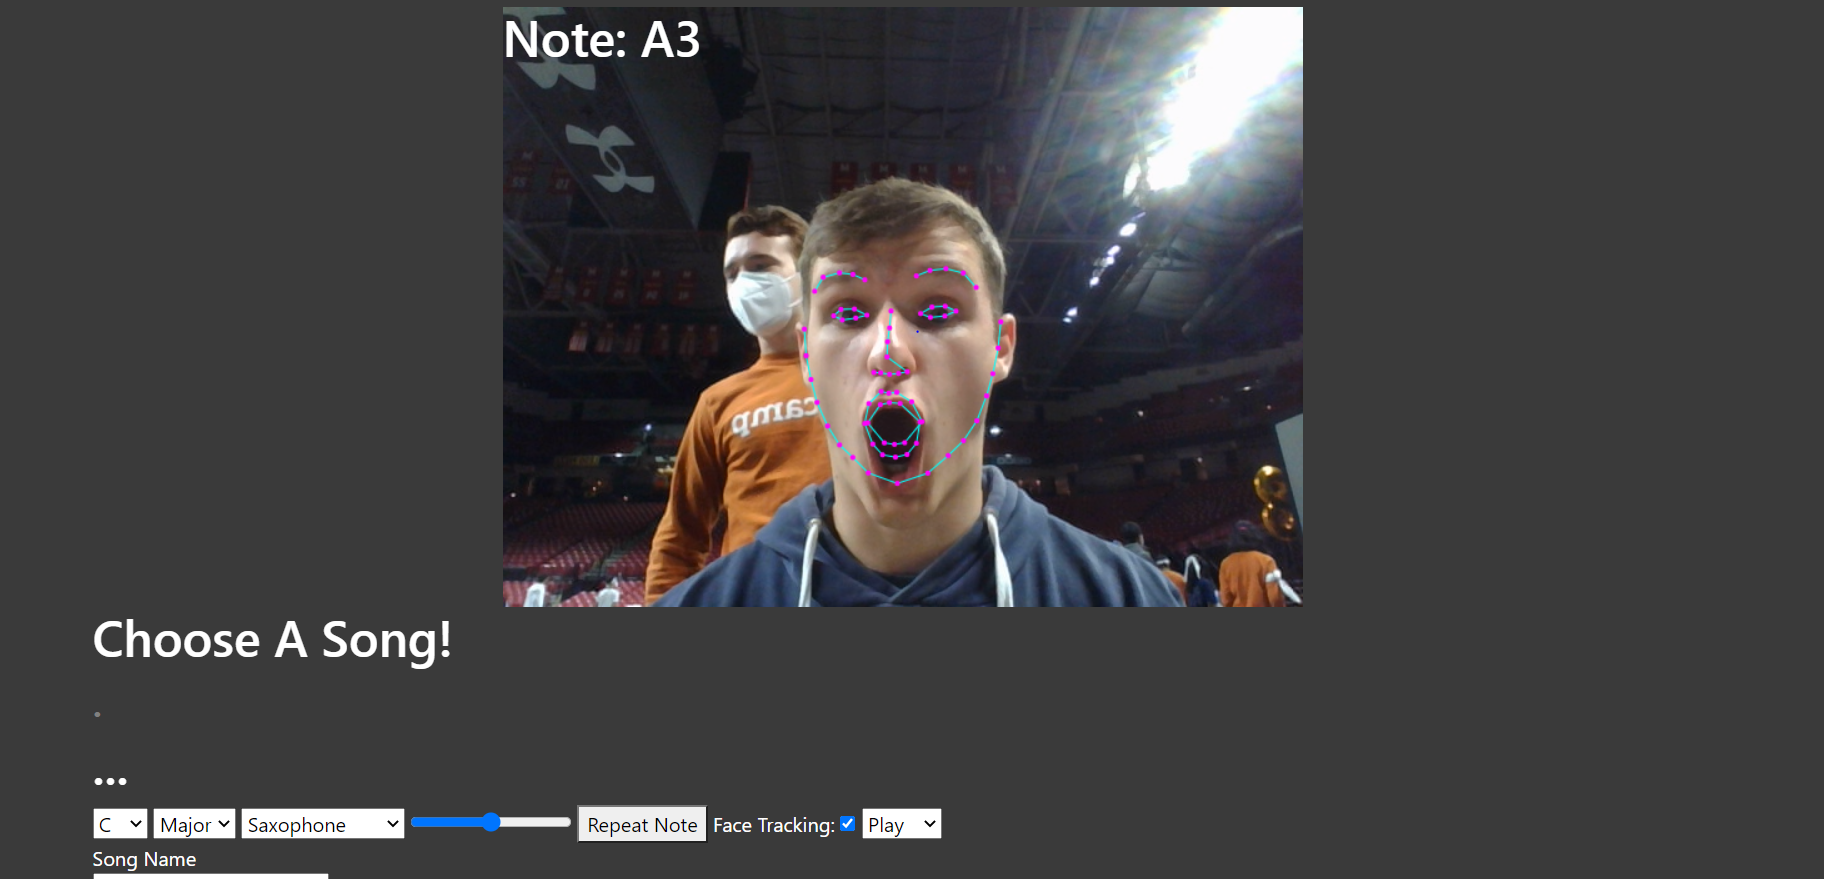 Note: A3
camp
Choose A Song!
.
...
C Major Saxophone Repeat Note Face Tracking: Play
Song Name